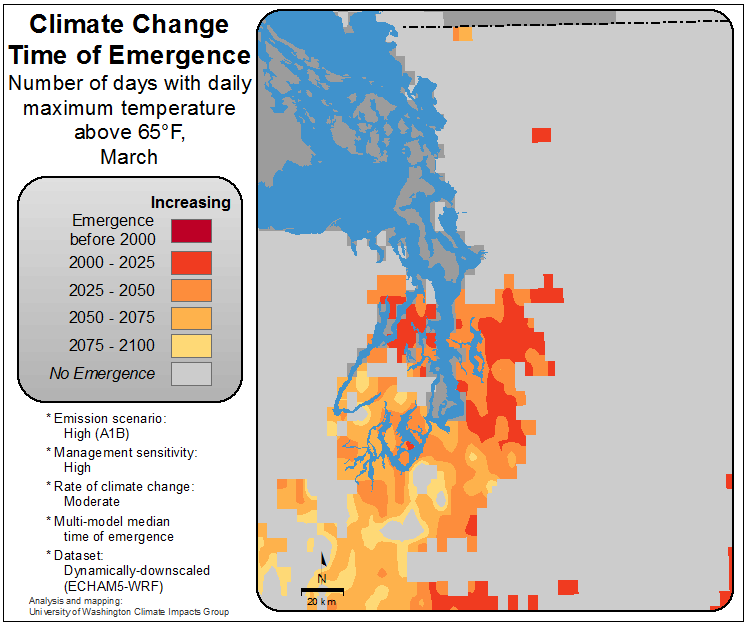 Climate Change
Time of Emergence
Number of days with daily
maximum temperature
above 65°F,
March
Increasing
Emergence
before 2000
2000 - 2025
2025 - 2050
2050 - 2075
2075 - 2100
No Emergence
* Emission scenario:
High (A1B)
* Management sensitivity:
High
* Rate of climate change:
Moderate
* Multi-model median
time of emergence
* Dataset:
Dynamically-downscaled
(ECHAM5-WRF)
Analysis and mapping:
University of Washington Climate Impacts Group
N
20 km